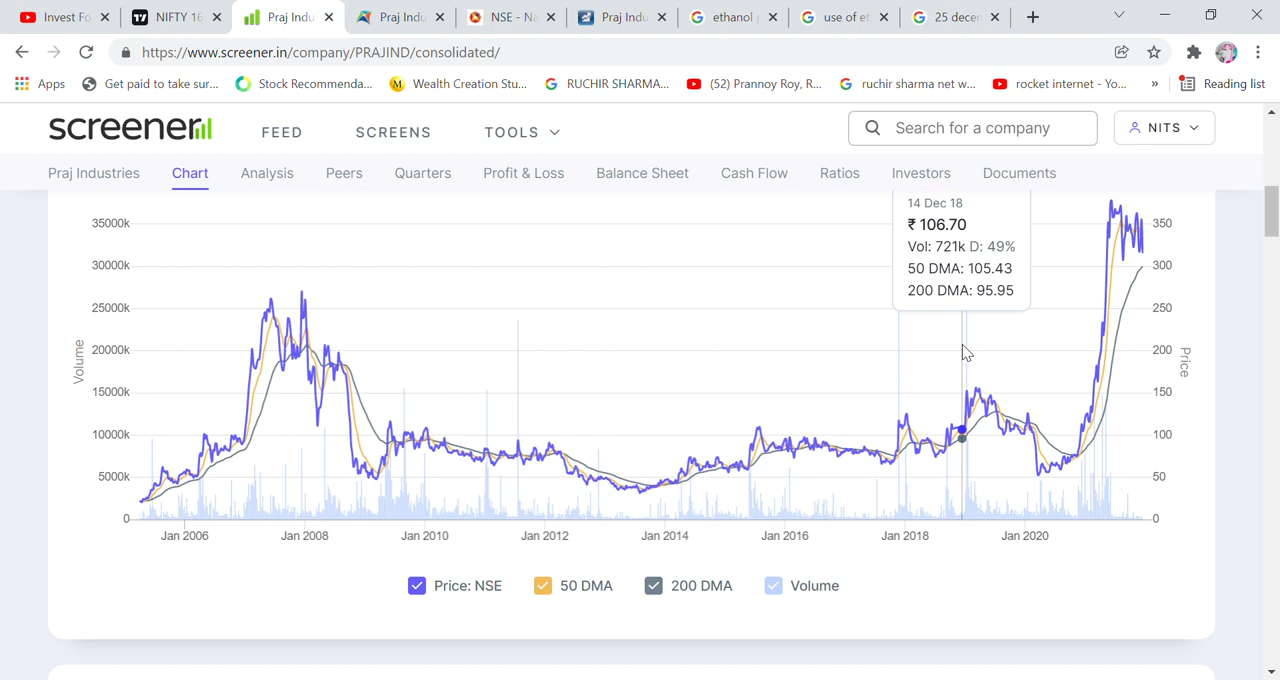 Invest Fo
NIFTY 16
Praj Indu
Praj Indu
NSE - Na
Praj Indu
ethanol p
use of et
25 decem
https://www.screener.in/company/PRAJIND/consolidated/
Apps
Get paid to take sur...
Stock Recommenda...
Wealth Creation Stu...
RUCHIR SHARMA...
(52) Prannoy Roy, R...
ruchir sharma net w...
rocket internet - Yo...
»
Reading list
screener
FEED
SCREENS
TOOLS
Search for a company
NITS
Praj Industries
Chart
Analysis
Peers
Quarters
Profit & Loss
Balance Sheet
Cash Flow
Ratios
Investors
Documents
14 Dec 18
₹ 106.70
Vol: 721k D: 49%
50 DMA: 105.43
200 DMA: 95.95
35000k
30000k
25000k
20000k
15000k
10000k
5000k
0
Volume
350
300
250
200
150
100
50
0
Price
Jan 2006
Jan 2008
Jan 2010
Jan 2012
Jan 2014
Jan 2016
Jan 2018
Jan 2020
Price: NSE
50 DMA
200 DMA
Volume